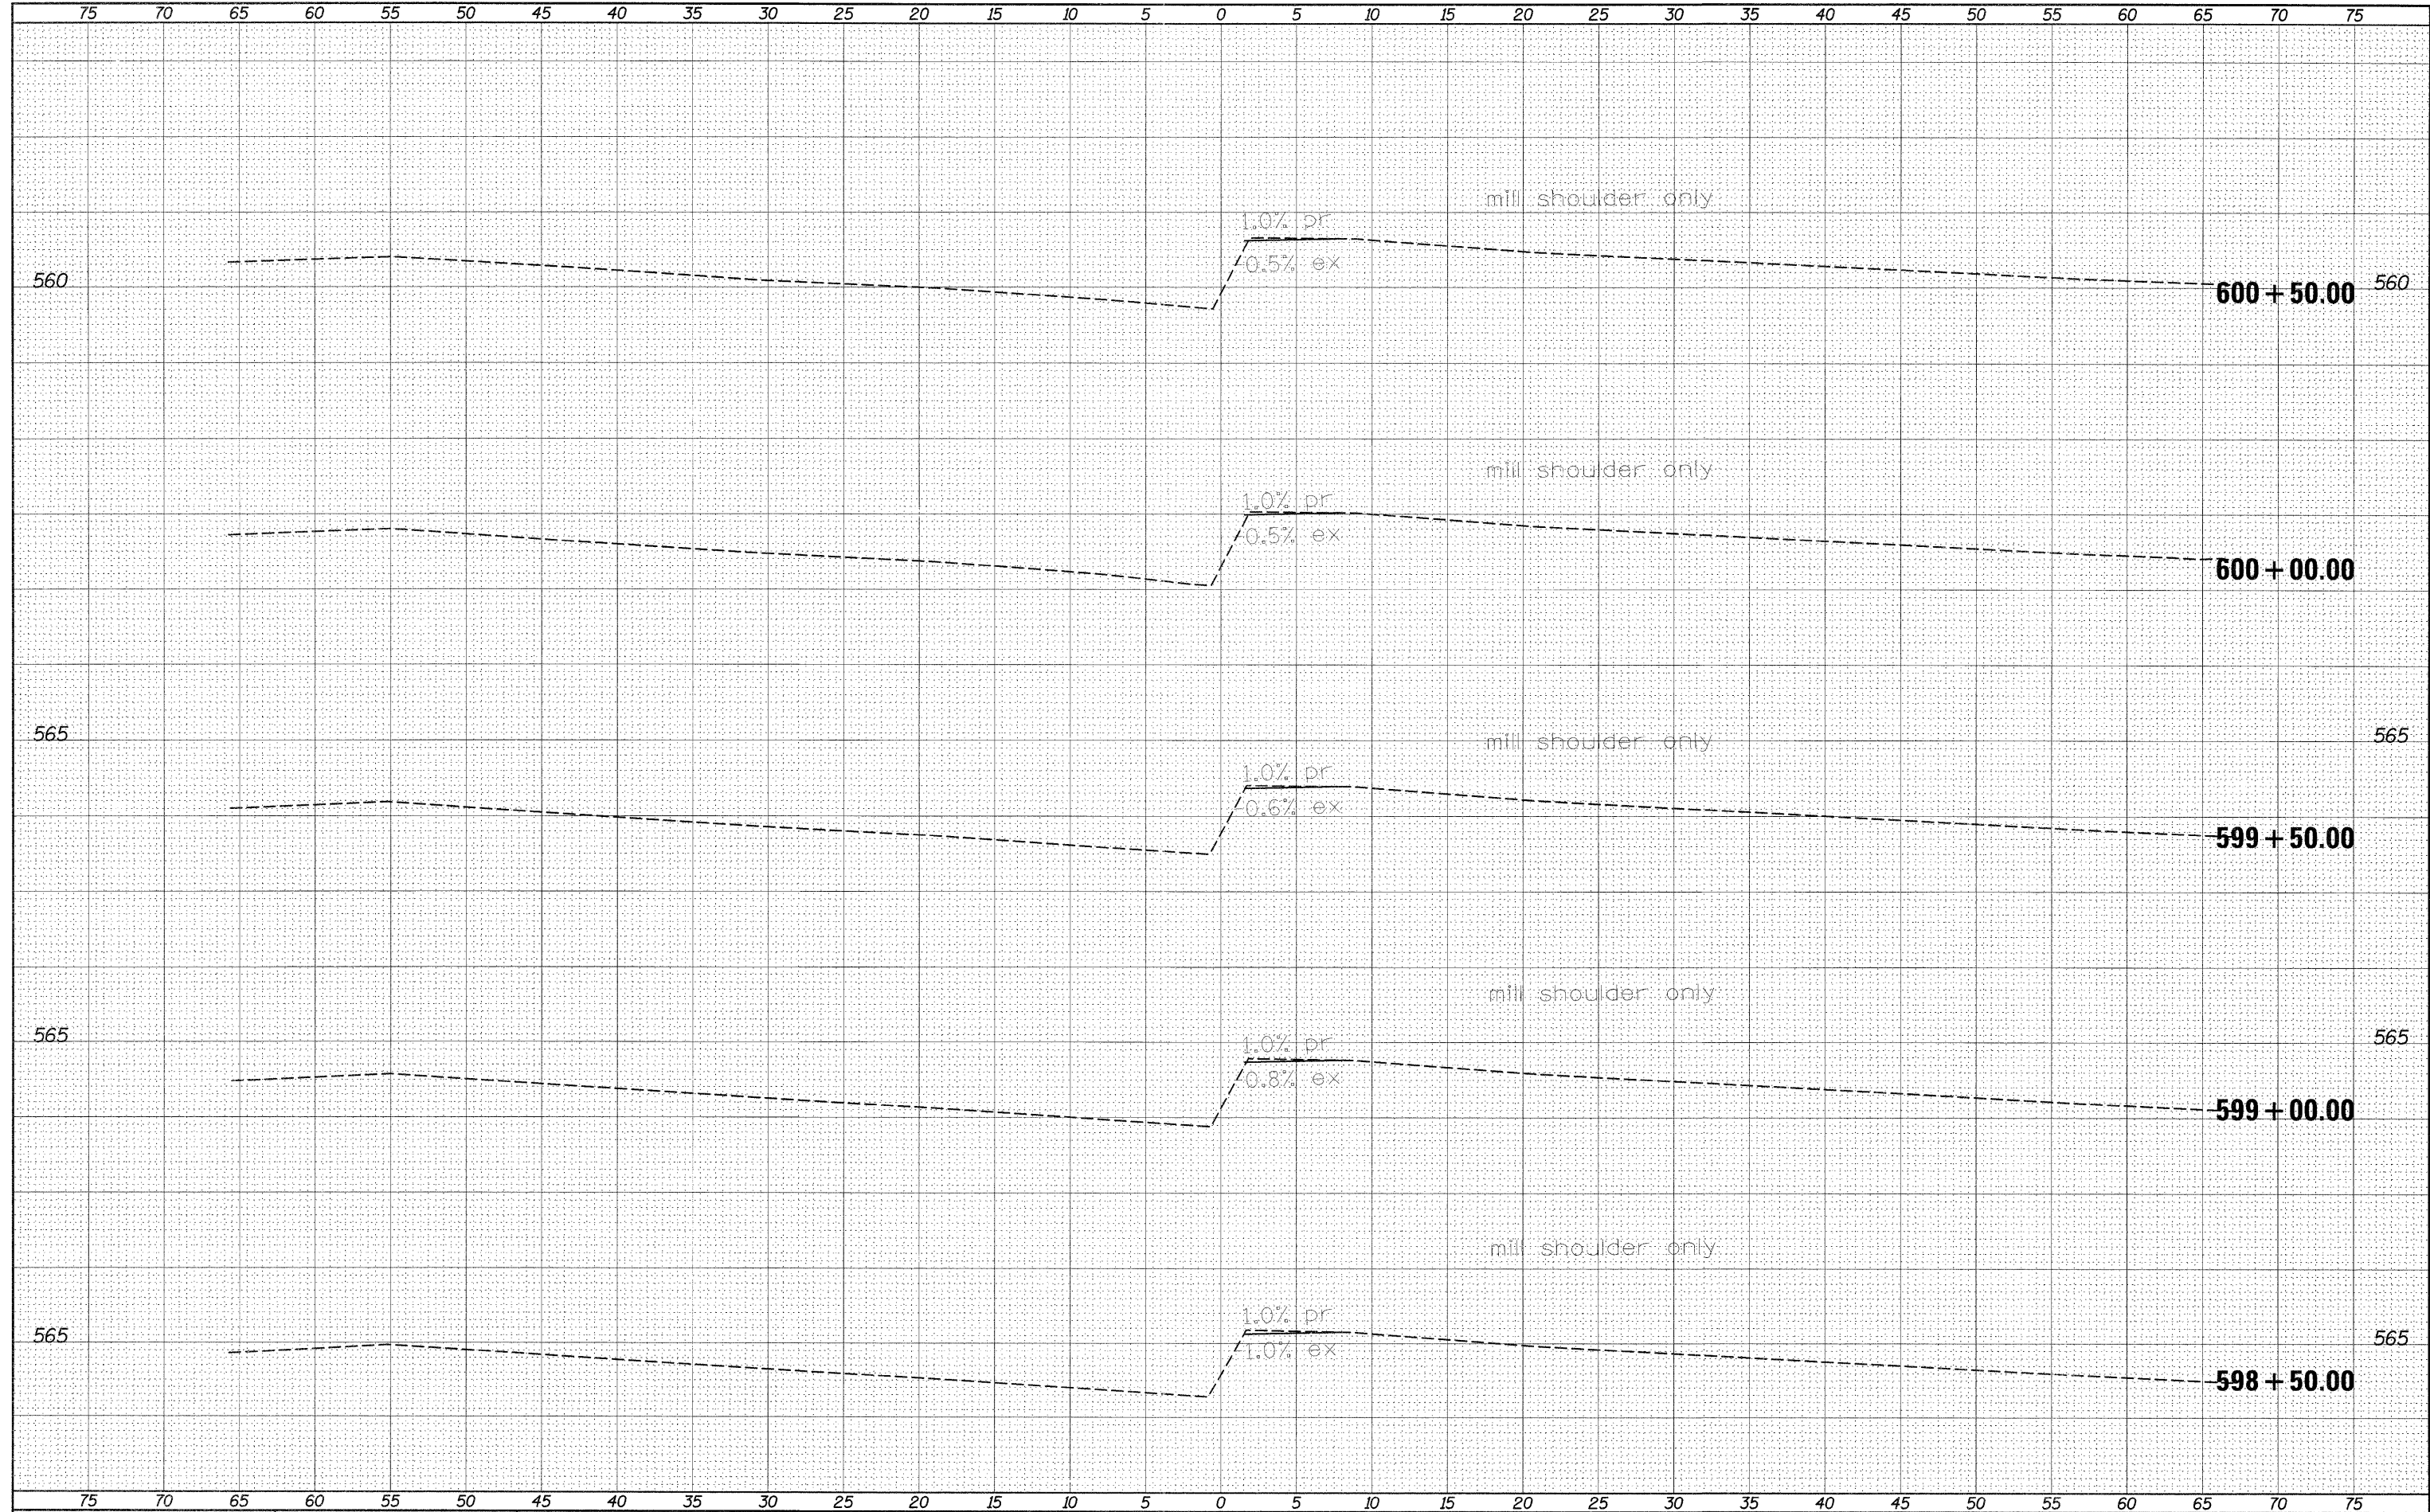 75 70 65 60 55 50 45 40 35 30 25 20 15 10 5 0 5 10 15 20 25 30 35 40 45 50 55 60 65 70 75
mill shoulder only
1.0% pr
-0.5% ex
560 600+50.00 560
mill shoulder only
1.0% pr
-0.5% ex
600+00.00
565 565
mill shoulder only
1.0% pr
-0.6% ex
599+50.00
mill shoulder only
565 565
1.0% pr
-0.8% ex
599+00.00
mill shoulder only
1.0% pr
565 565
-1.0% ex
598+50.00
75 70 65 60 55 50 45 40 35 30 25 20 15 10 5 0 5 10 15 20 25 30 35 40 45 50 55 60 65 70 75